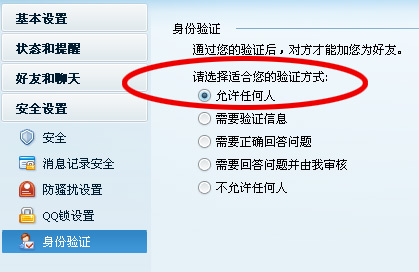 基本设置
状态和提醒
好友和聊天
安全设置
安全
消息记录安全
防骚扰设置
QQ锁设置
身份验证
身份验证
通过您的验证后，对方才能加您为好友。
请选择适合您的验证方式:
允许任何人
需要验证信息
需要正确回答问题
需要回答问题并由我审核
不允许任何人